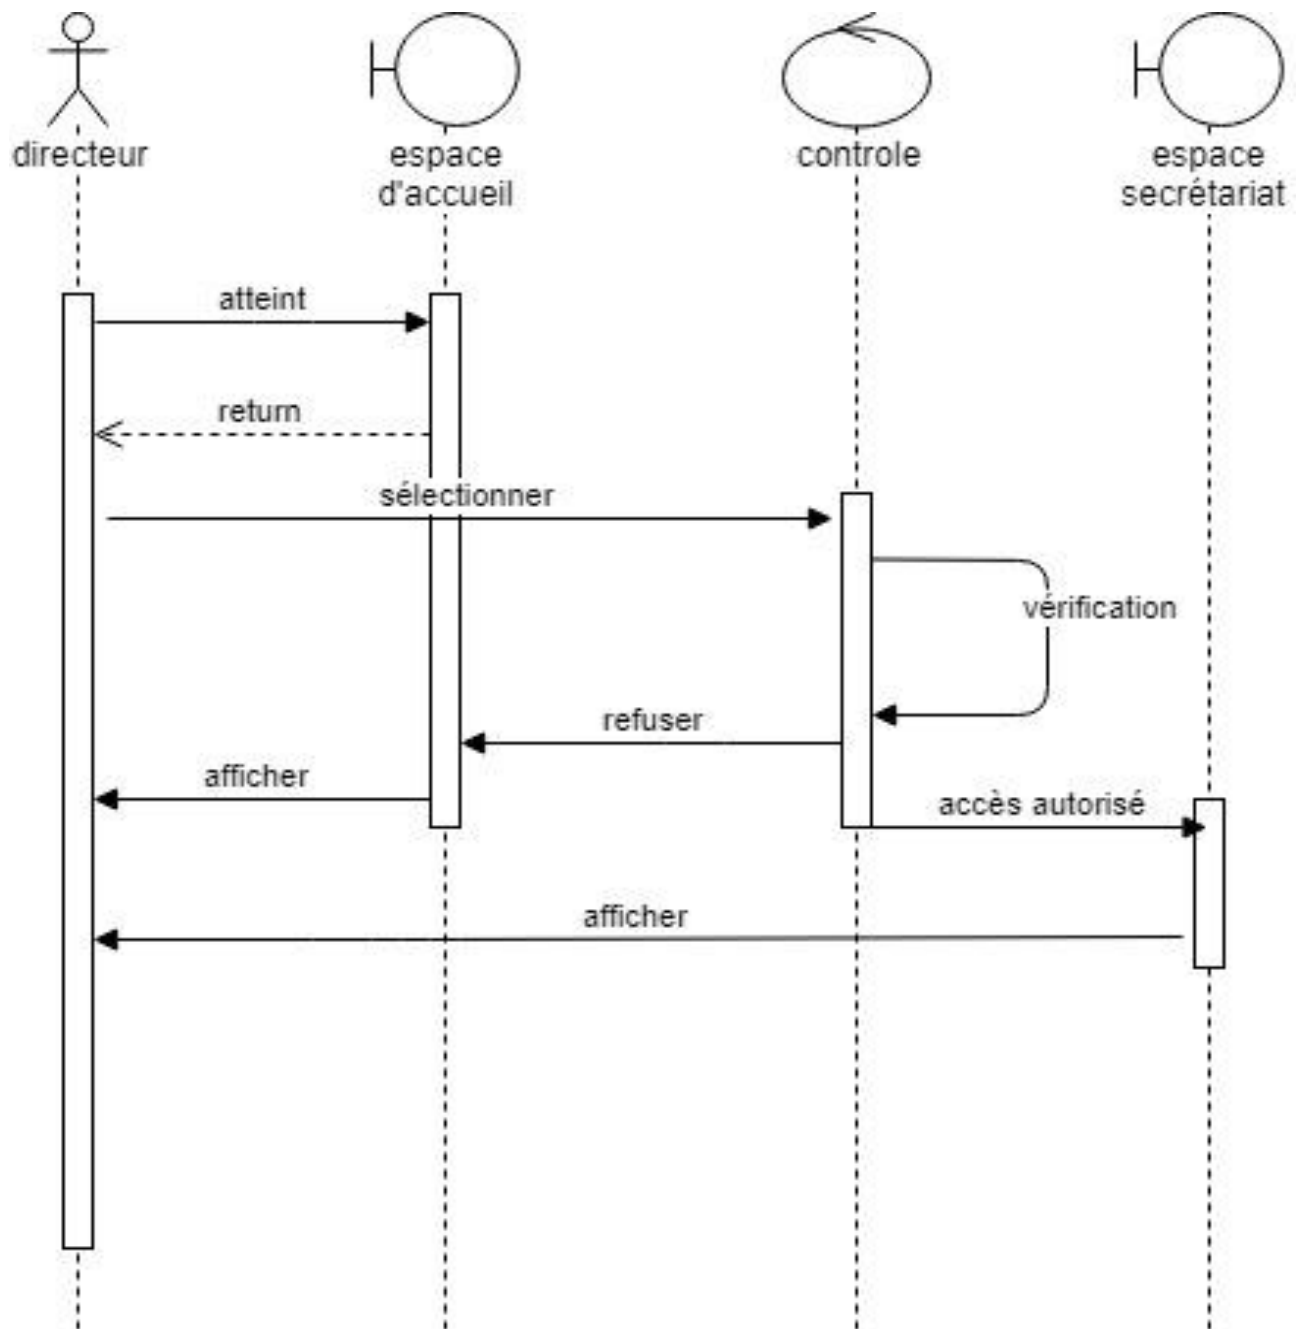 directeur
espace
d'accueil
controle
espace
secrétariat
atteint
return
sélectionner
vérification
refuser
afficher
accès autorisé
afficher